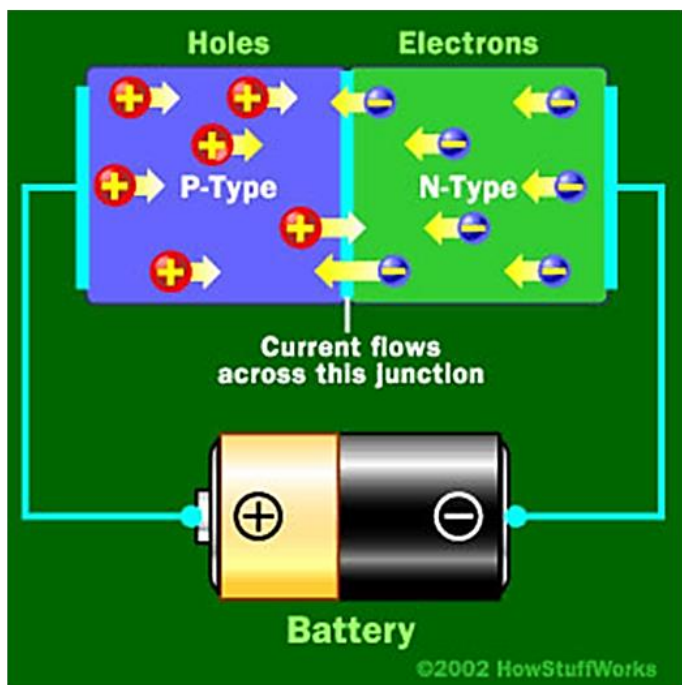 Holes
Electrons
P-Type
N-Type
Current flows
across this junction
Battery
©2002 HowStuffWorks